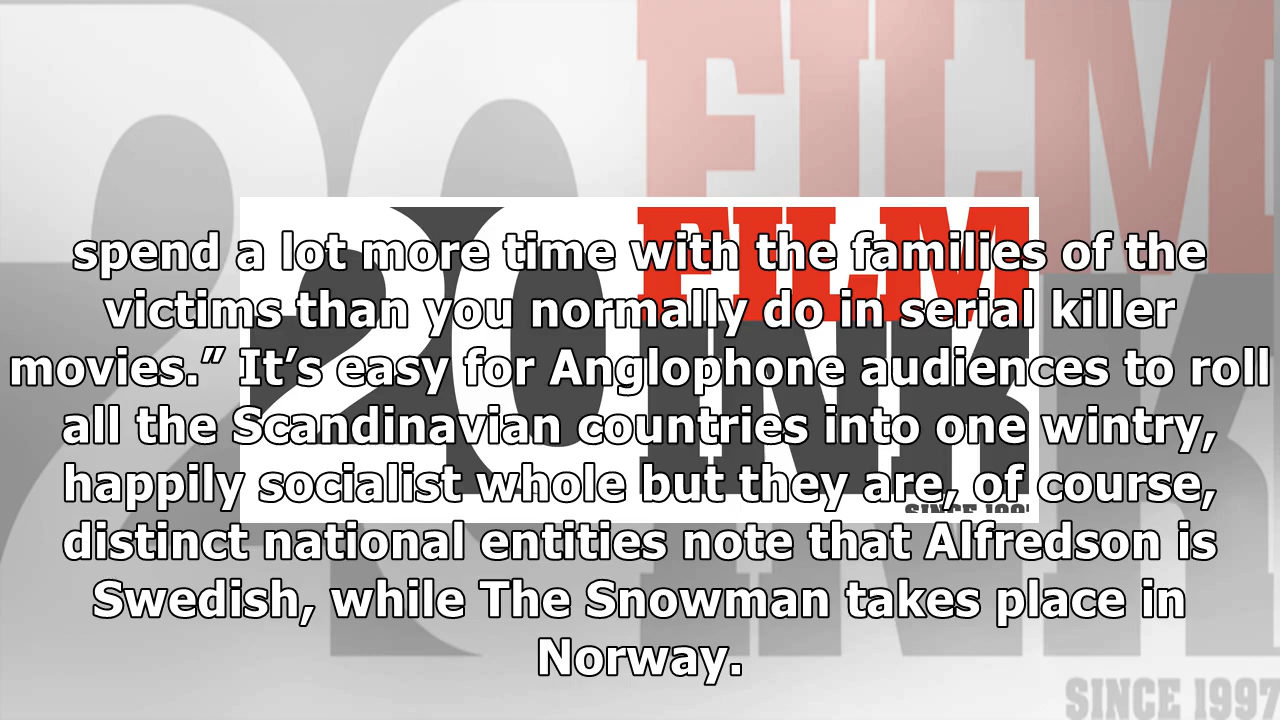 20 FILM
INK
SINCE 1997
spend a lot more time with the families of the
victims than you normally do in serial killer
movies.” It’s easy for Anglophone audiences to roll
all the Scandinavian countries into one wintry,
happily socialist whole but they are, of course,
distinct national entities note that Alfredson is
Swedish, while The Snowman takes place in
Norway.